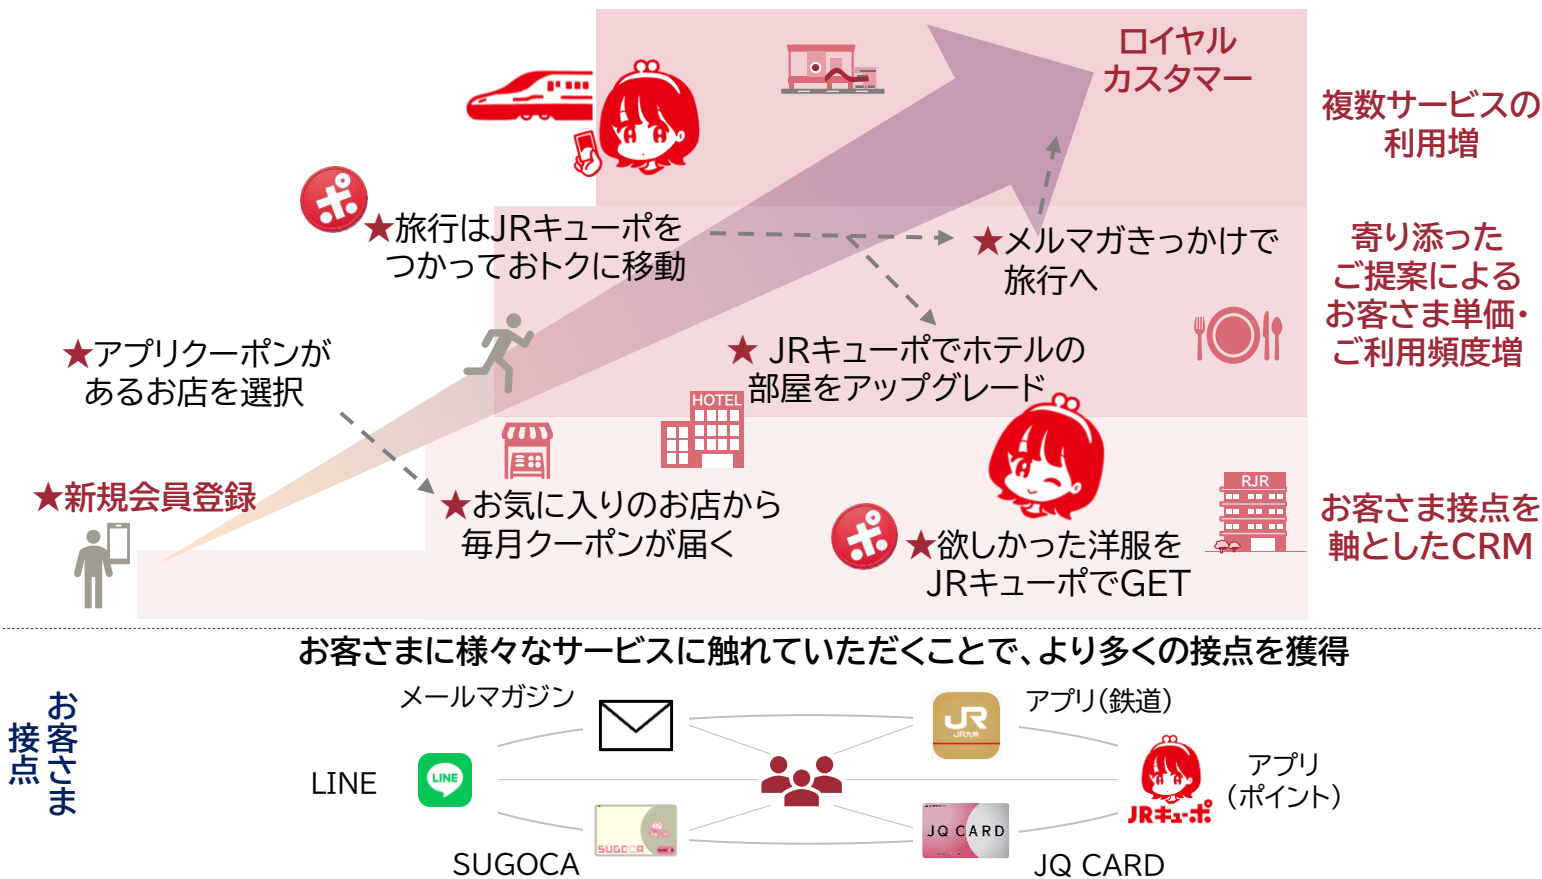 ロイヤル
カスタマー
複数サービスの
利用増
ポ
★旅行はJRキューポを
つかっておトクに移動
★メルマガきっかけで
旅行へ
寄り添った
ご提案による
お客さま単価・
ご利用頻度増
★アプリクーポンが
あるお店を選択
★ JRキューポでホテルの
部屋をアップグレード
HOTEL
★新規会員登録
★お気に入りのお店から
毎月クーポンが届く
ポ
★欲しかった洋服を
JRキューポでGET
RJR
お客さま接点を
軸としたCRM
お客さまに様々なサービスに触れていただくことで、より多くの接点を獲得
お客さま
接点
メールマガジン
JR
JR九州
アプリ(鉄道)
LINE
LINE
JRキューポ
アプリ
(ポイント)
SUGOCA
SUGOCA
JQ CARD
JQ CARD